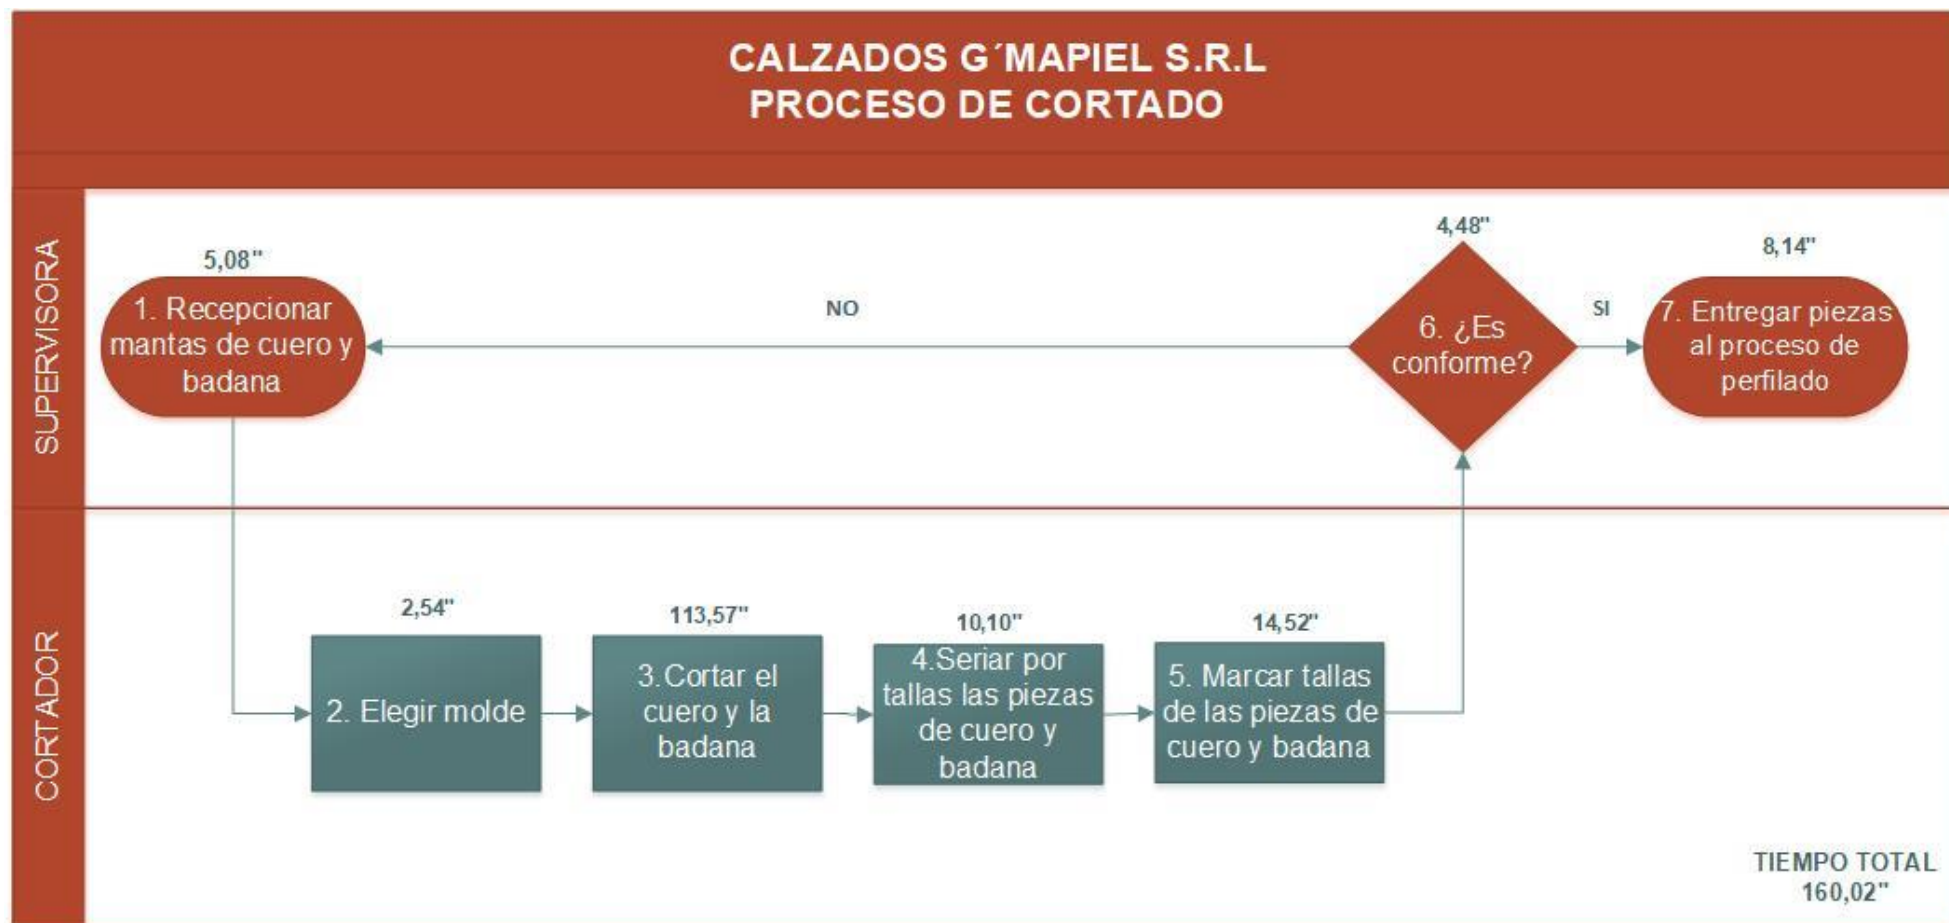 CALZADOS G´MAPIEL S.R.L
PROCESO DE CORTADO
SUPERVISORA
5,08"
1. Recepcionar
mantas de cuero y
badana
NO
4,48"
6. ¿Es
conforme?
SI
8,14"
7. Entregar piezas
al proceso de
perfilado
CORTADOR
2,54"
2. Elegir molde
113,57"
3.Cortar el
cuero y la
badana
10,10"
4.Seriar por
tallas las piezas
de cuero y
badana
14,52"
5. Marcar tallas
de las piezas de
cuero y badana
TIEMPO TOTAL
160,02"